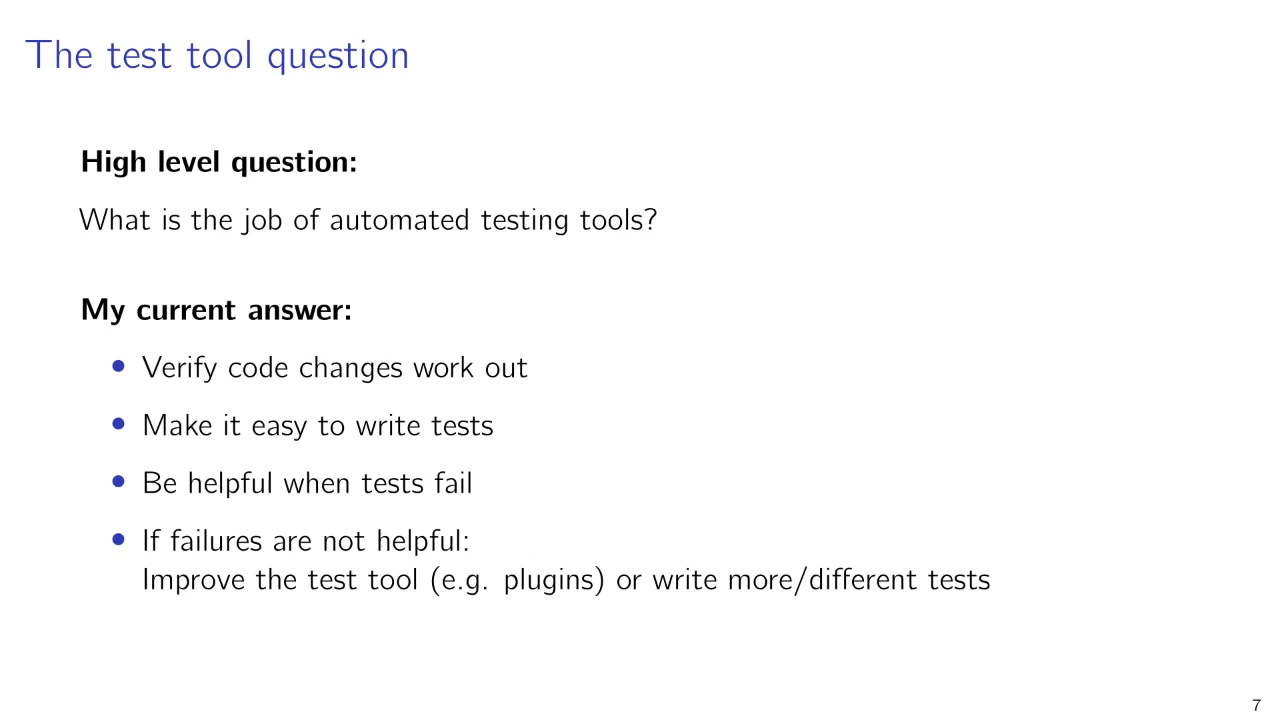 The test tool question
High level question:
What is the job of automated testing tools?
My current answer:
• Verify code changes work out
• Make it easy to write tests
• Be helpful when tests fail
• If failures are not helpful:
Improve the test tool (e.g. plugins) or write more/different tests
7